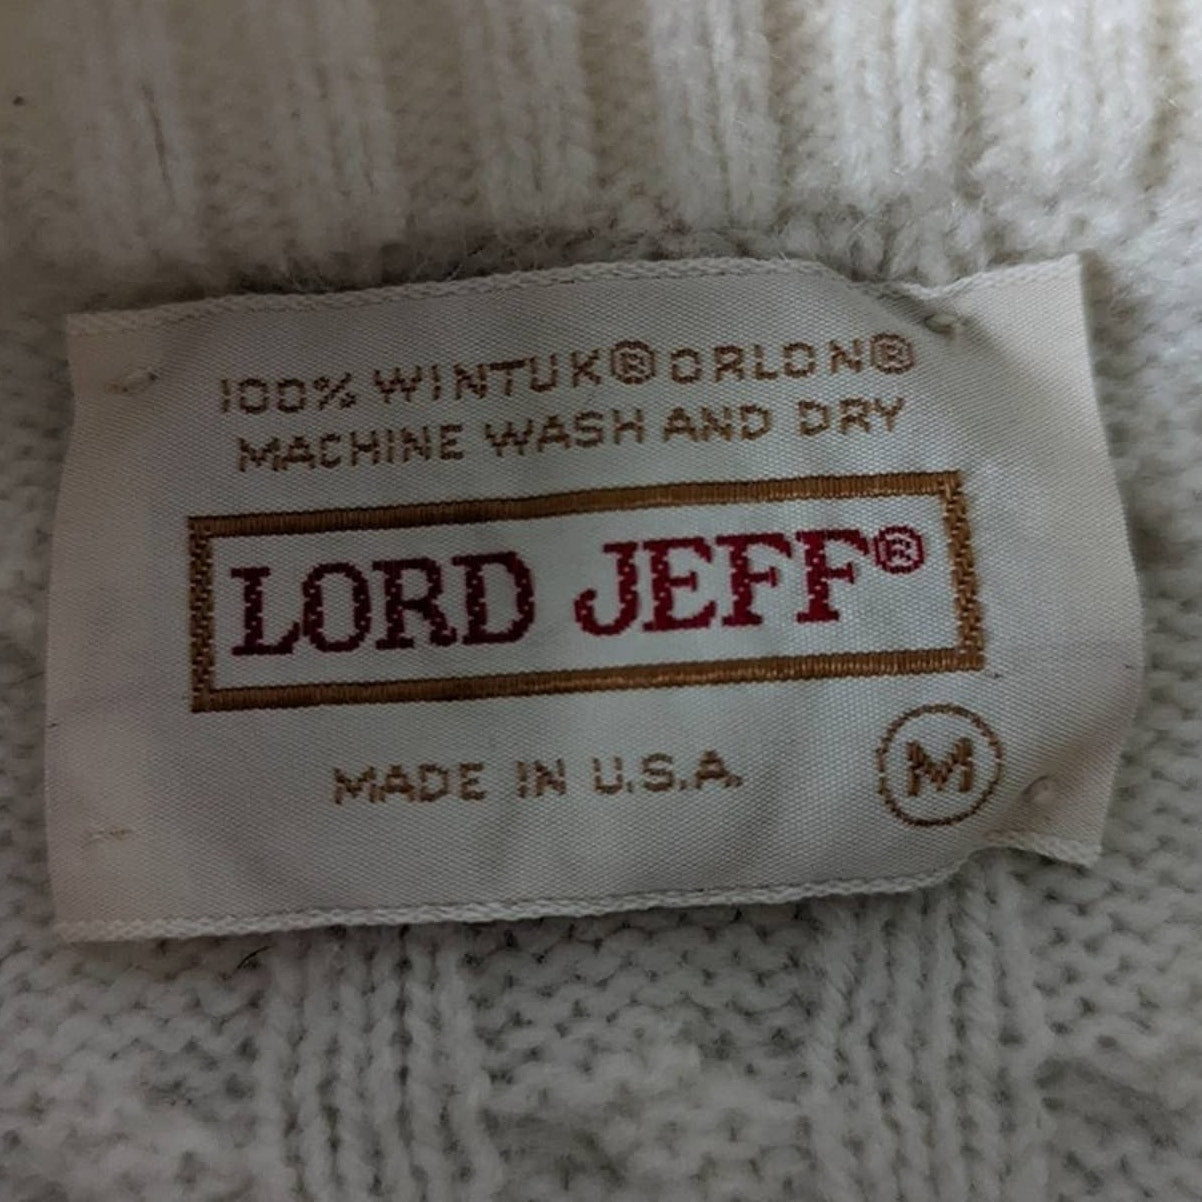 100% WINTUK® ORLON®
MACHINE WASH AND DRY
LORD JEFF®
MADE IN U.S.A.
M